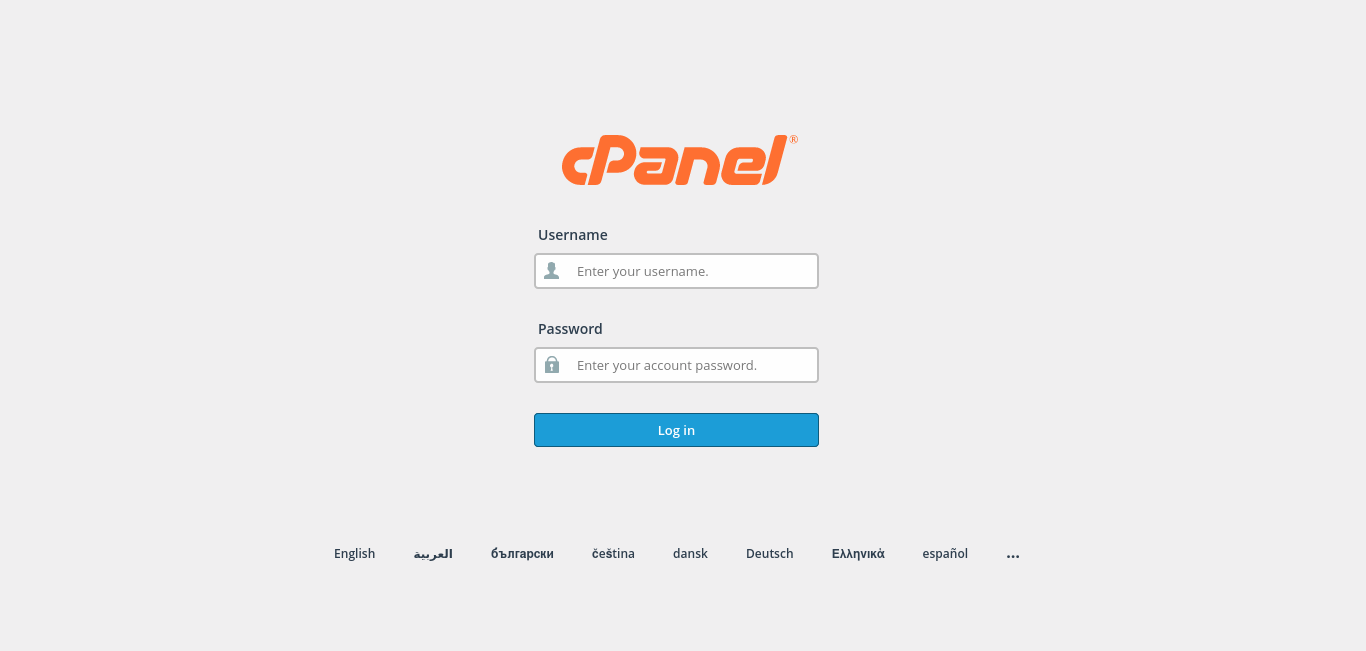 cPanel®
Username
Enter your username.
Password
Enter your account password.
Log in
English العربية български čeština dansk Deutsch Ελληνικά español ...